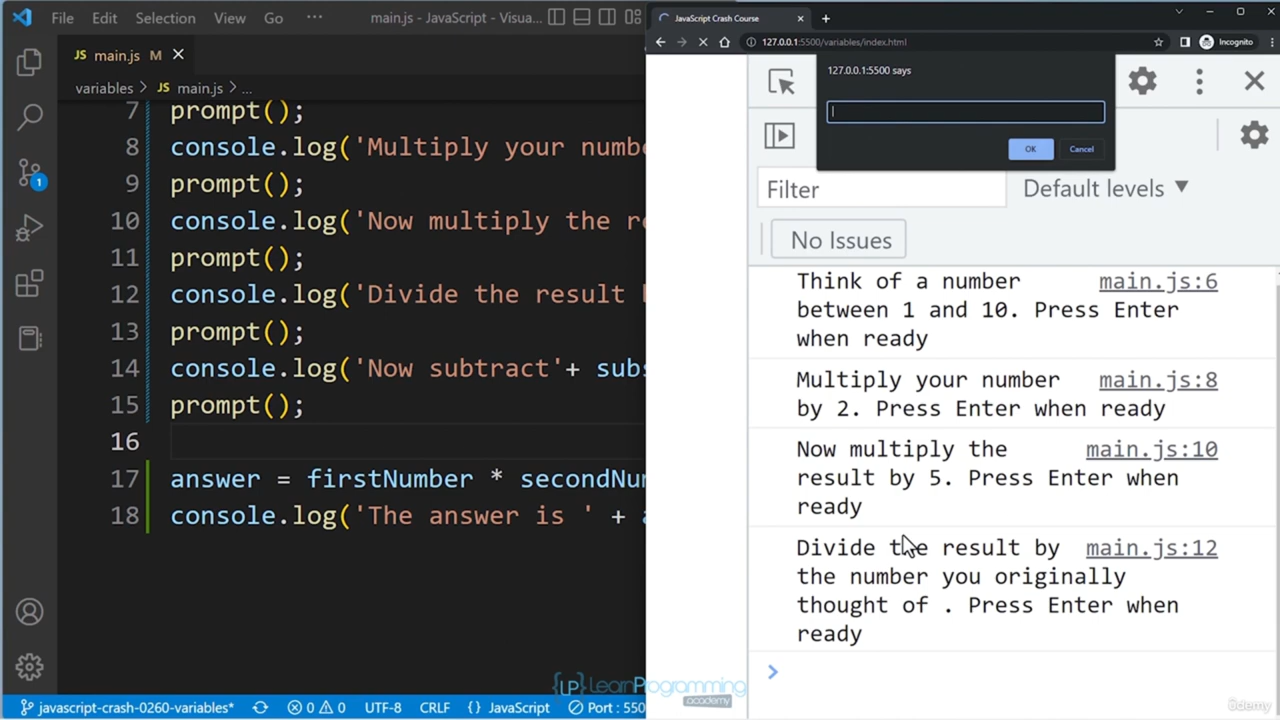 File Edit Selection View Go ··· main.js - JavaScript - Visua...
JS main.js M
variables > JS main.js > ...
7 prompt();
8 console.log('Multiply your numbe
9 prompt();
10 console.log('Now multiply the re
11 prompt();
12 console.log('Divide the result b
13 prompt();
14 console.log('Now subtract'+ subs
15 prompt();
16
17 answer = firstNumber * secondNum
18 console.log('The answer is ' + a
1
javascript-crash-0260-variables* 0 0 UTF-8 CRLF {} JavaScript Port : 550
JavaScript Crash Course
127.0.0.1:5500/variables/index.html Incognito
127.0.0.1:5500 says
OK Cancel
Filter Default levels
No Issues
Think of a number main.js:6
between 1 and 10. Press Enter
when ready
Multiply your number main.js:8
by 2. Press Enter when ready
Now multiply the main.js:10
result by 5. Press Enter when
ready
Divide the result by main.js:12
the number you originally
thought of . Press Enter when
ready
{LP} LearnProgramming
academy
ûdemy